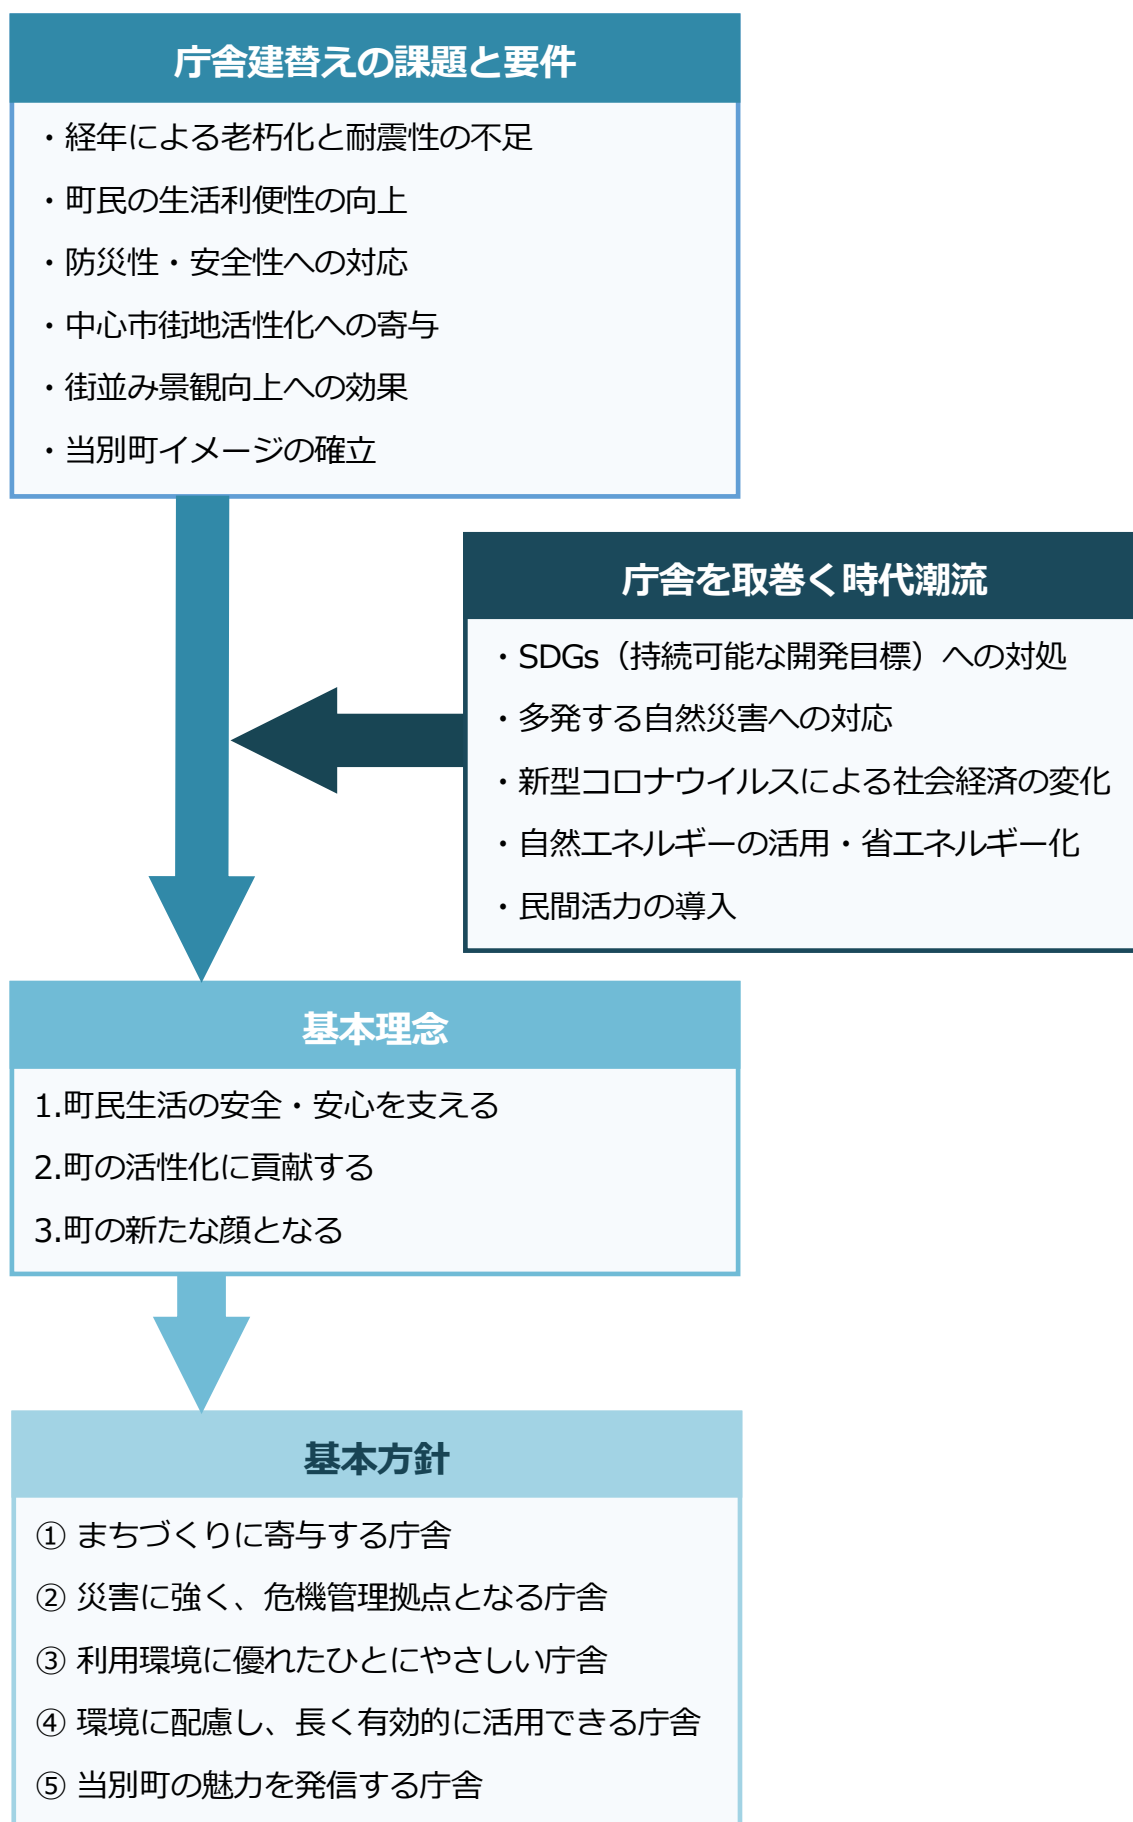 庁舎建替えの課題と要件
・経年による老朽化と耐震性の不足
・町民の生活利便性の向上
・防災性・安全性への対応
・中心市街地活性化への寄与
・街並み景観向上への効果
・当別町イメージの確立
庁舎を取巻く時代潮流
・SDGs（持続可能な開発目標）への対処
・多発する自然災害への対応
・新型コロナウイルスによる社会経済の変化
・自然エネルギーの活用・省エネルギー化
・民間活力の導入
基本理念
1.町民生活の安全・安心を支える
2.町の活性化に貢献する
3.町の新たな顔となる
基本方針
① まちづくりに寄与する庁舎
② 災害に強く、危機管理拠点となる庁舎
③ 利用環境に優れたひとにやさしい庁舎
④ 環境に配慮し、長く有効的に活用できる庁舎
⑤ 当別町の魅力を発信する庁舎